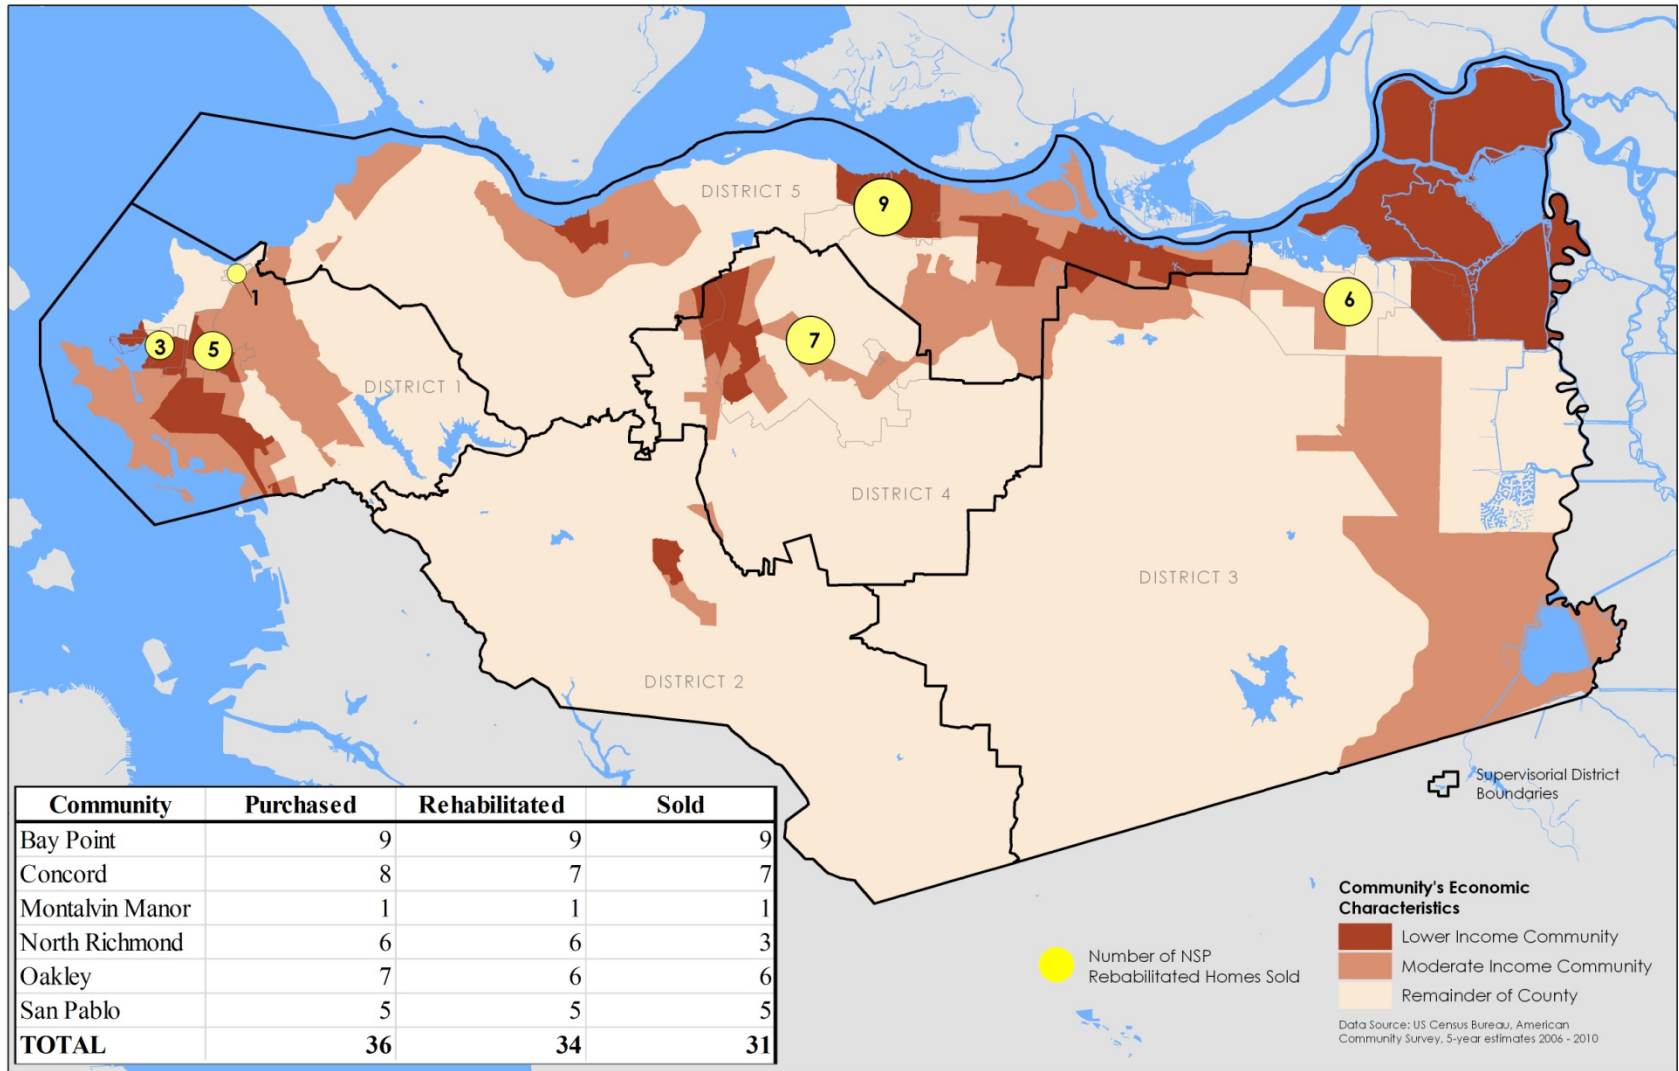 DISTRICT 5
9
1
3
5
7
6
DISTRICT 1
DISTRICT 4
DISTRICT 3
DISTRICT 2
Community Purchased Rehabilitated Sold
Bay Point 9 9 9
Concord 8 7 7
Montalvin Manor 1 1 1
North Richmond 6 6 3
Oakley 7 6 6
San Pablo 5 5 5
TOTAL 36 34 31
Supervisorial District
Boundaries
Number of NSP
Rebabilitated Homes Sold
Community's Economic
Characteristics
Lower Income Community
Moderate Income Community
Remainder of County
Data Source: US Census Bureau, American
Community Survey, 5-year estimates 2006 - 2010